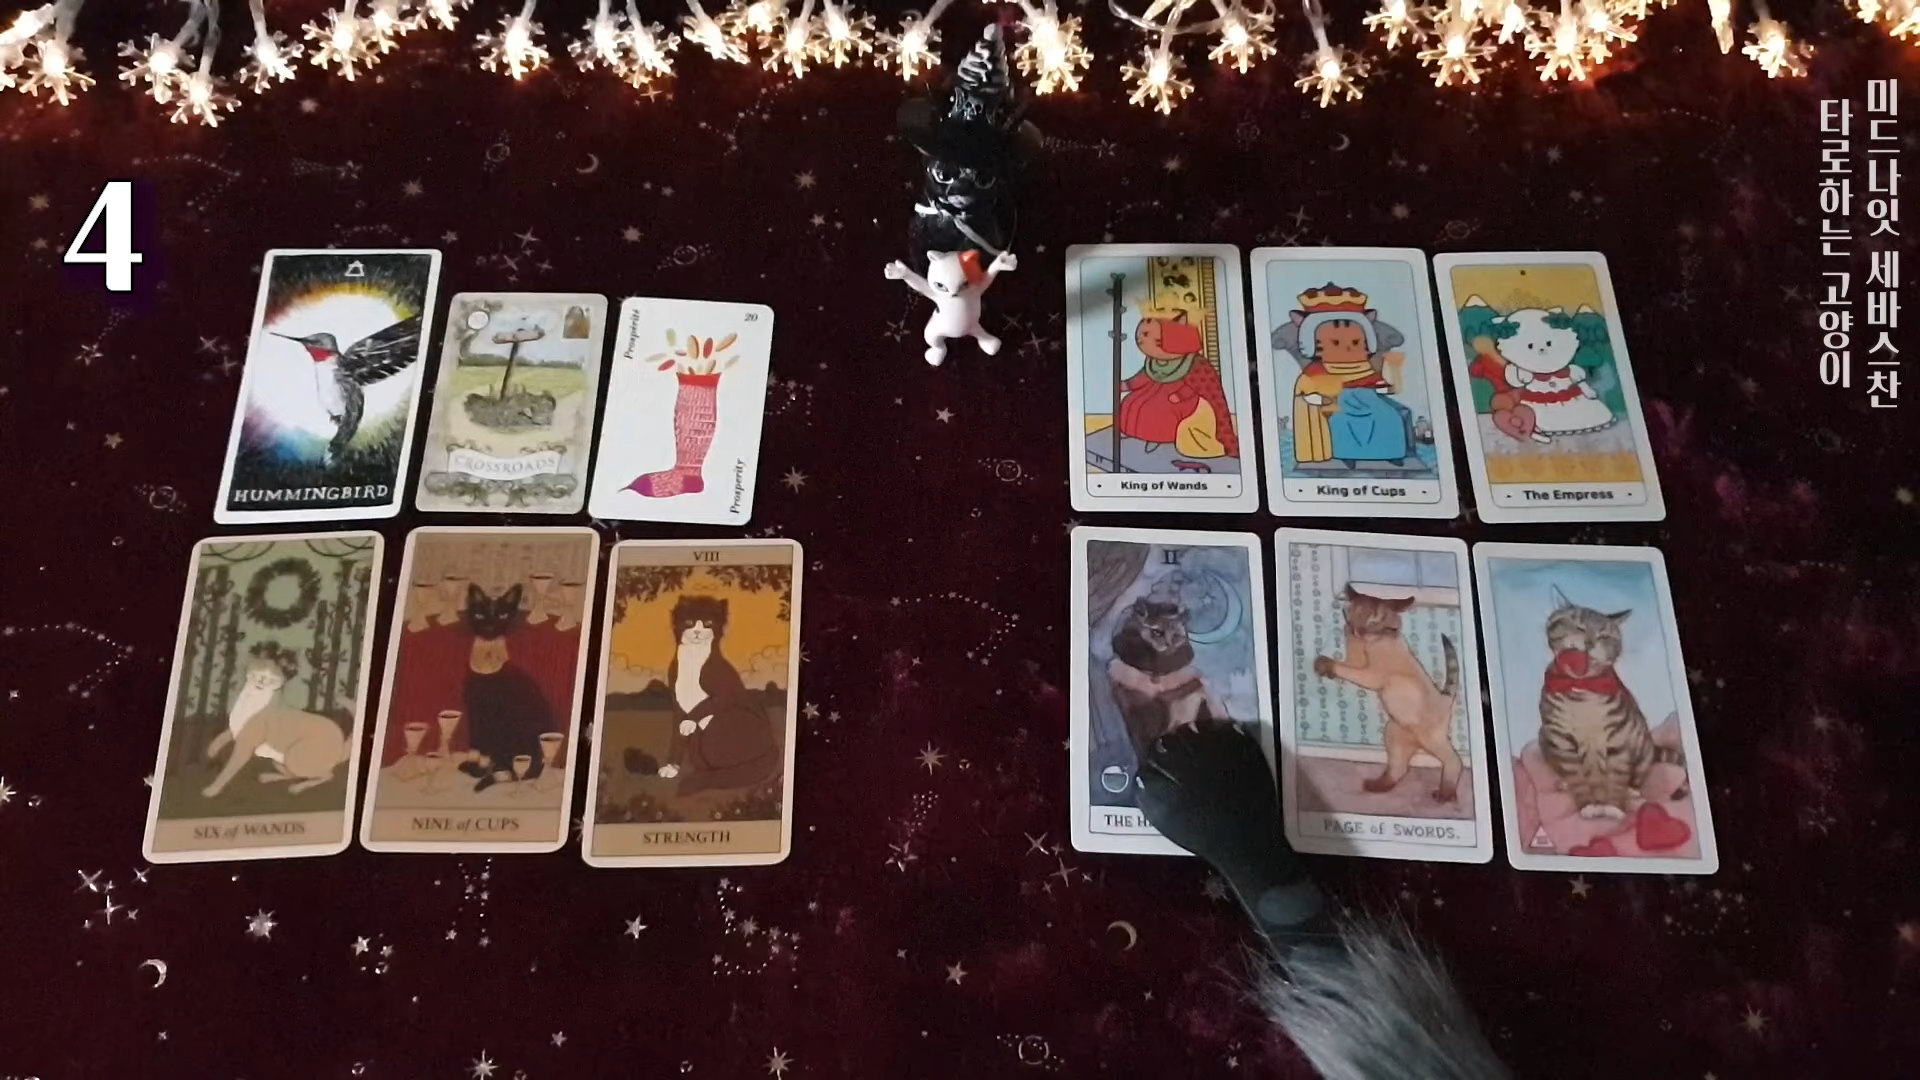 4
미드나잇 세바스찬
타로하는 고양이
HUMMINGBIRD
CROSSROADS
Prospérité
20
Prosperity
King of Wands
King of Cups
The Empress
SIX of WANDS
NINE of CUPS
VIII
STRENGTH
II
THE
PAGE of SWORDS.